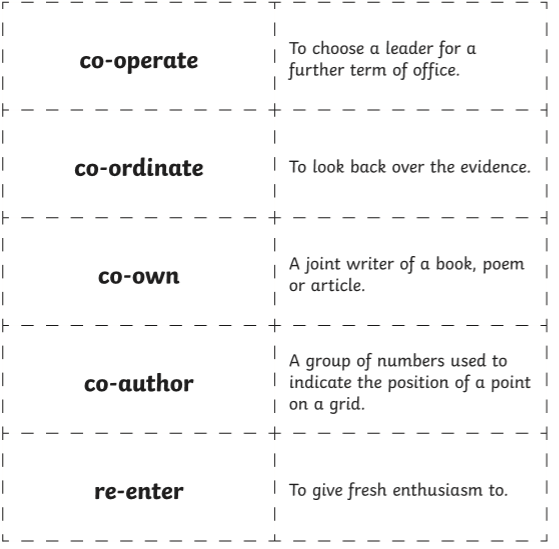 co-operate
To choose a leader for a
further term of office.
co-ordinate
To look back over the evidence.
co-own
A joint writer of a book, poem
or article.
co-author
A group of numbers used to
indicate the position of a point
on a grid.
re-enter
To give fresh enthusiasm to.